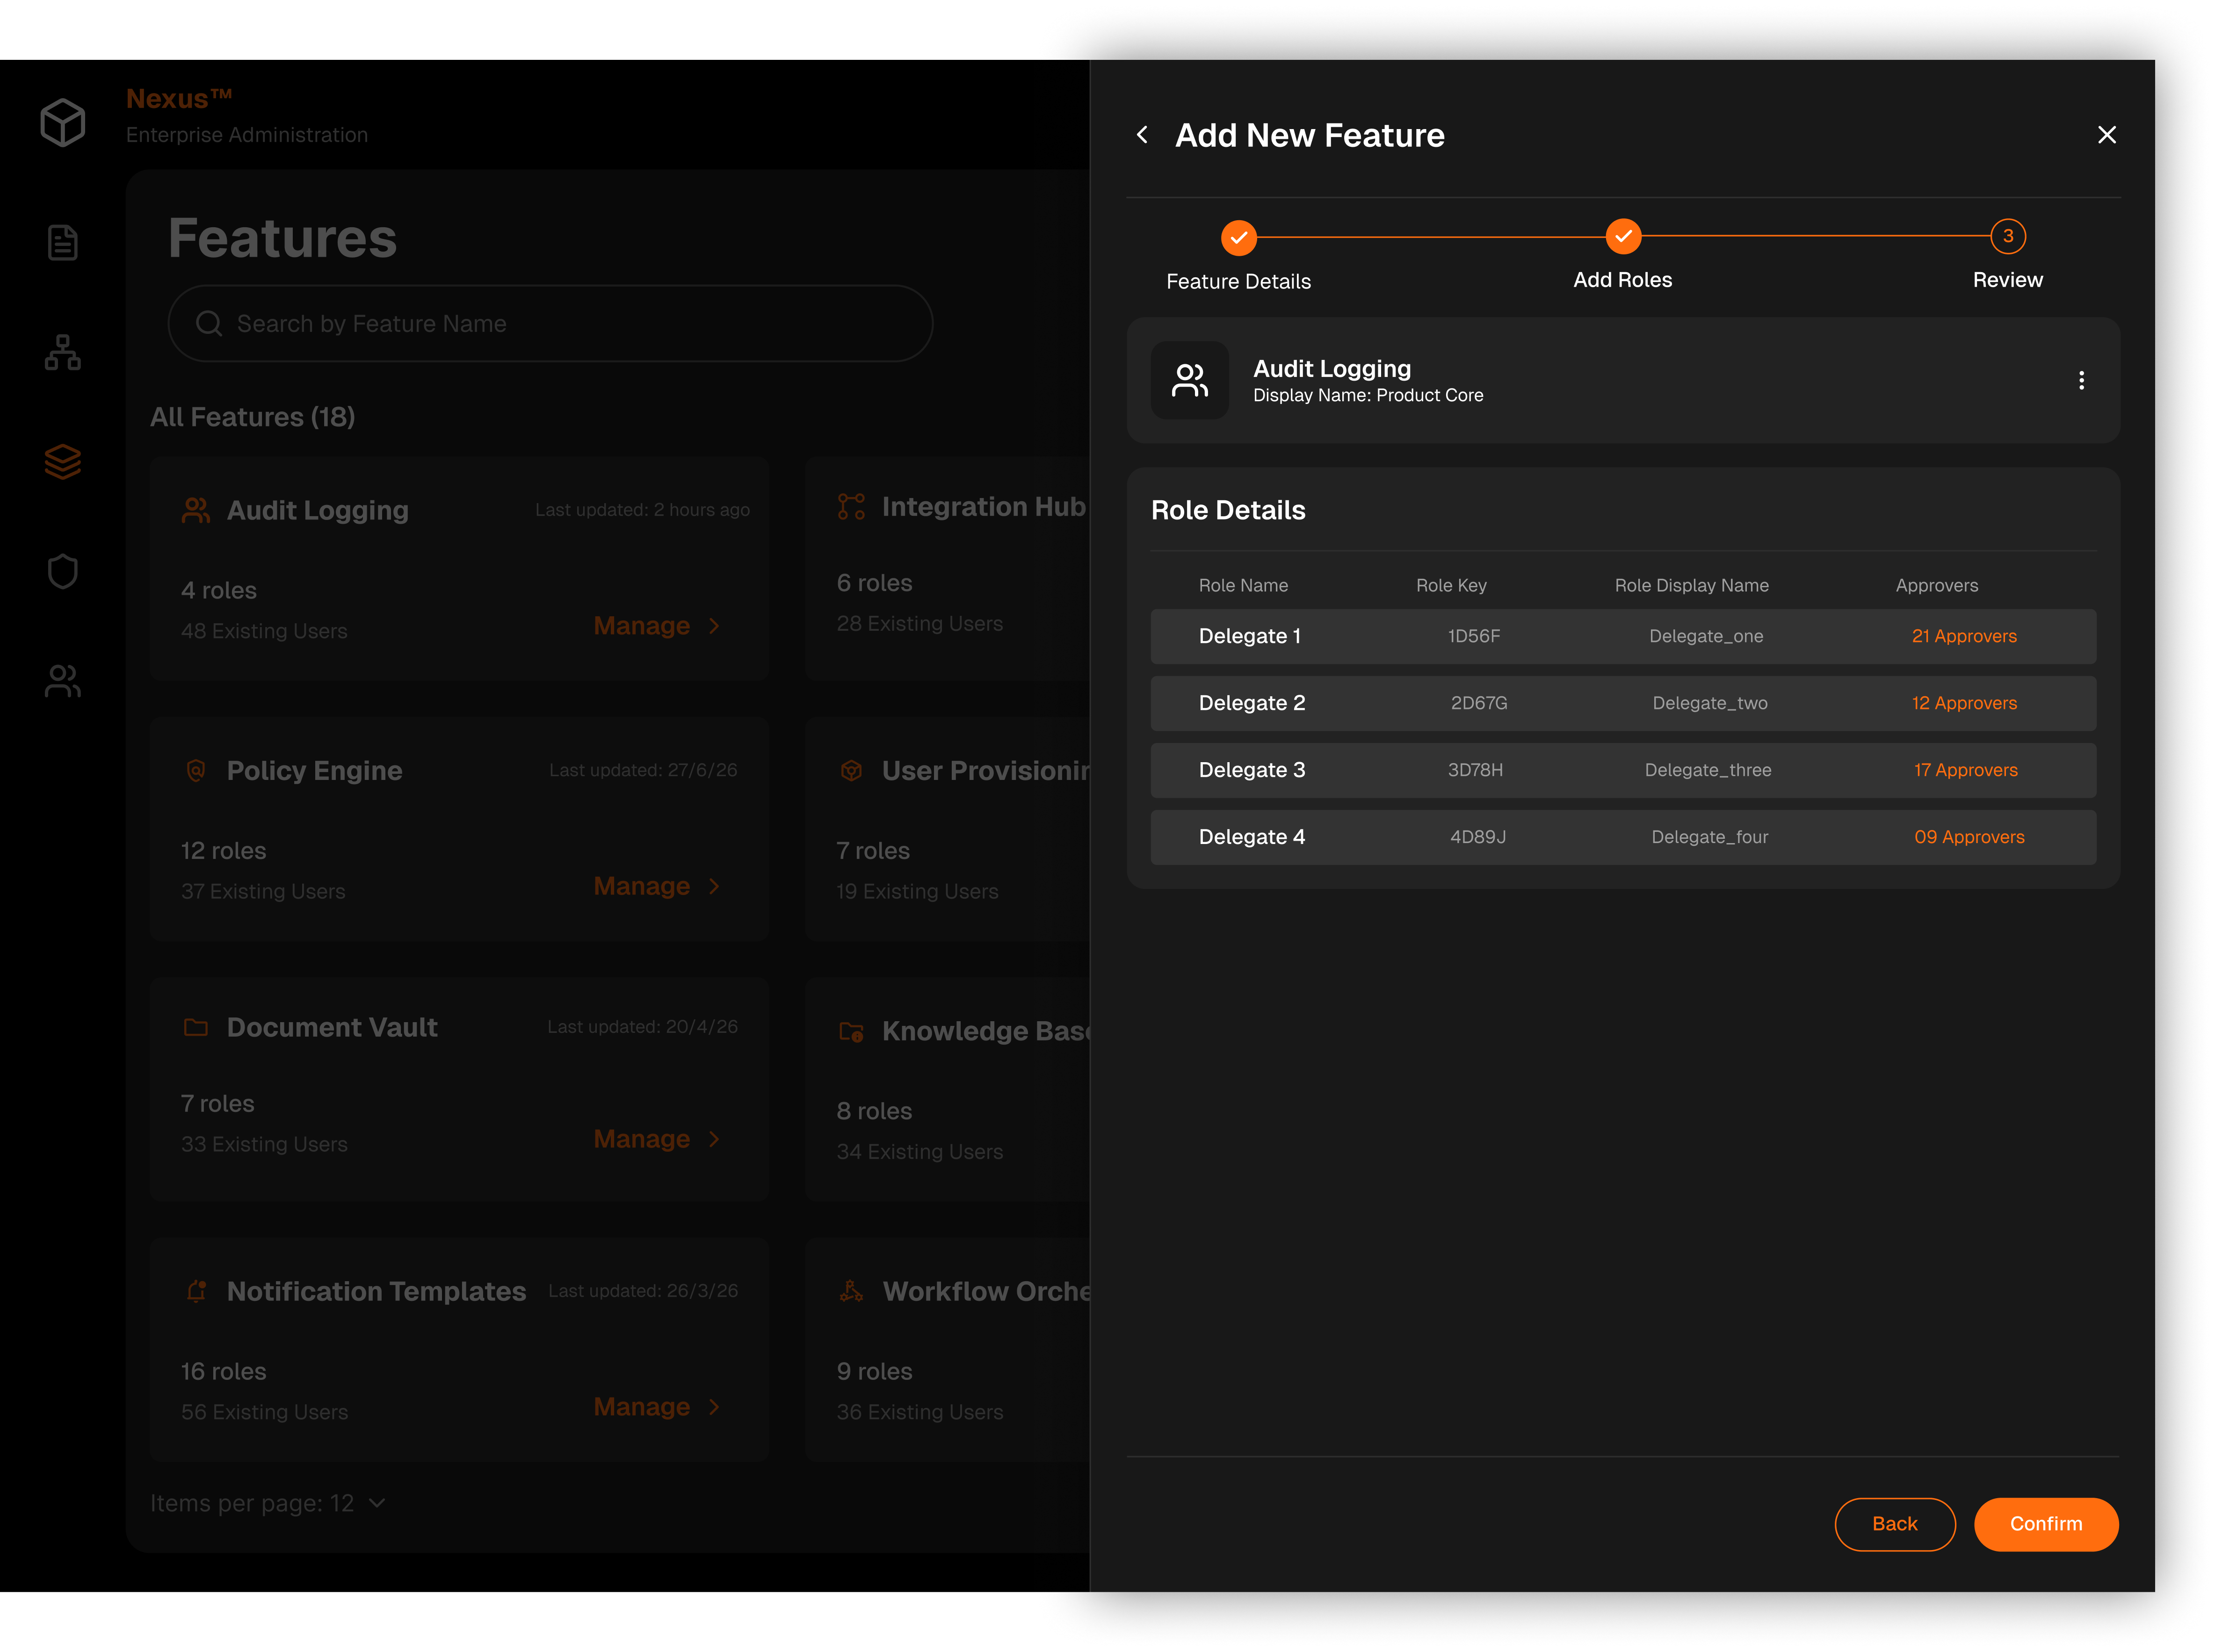 Nexus™
Enterprise Administration
Features
Search by Feature Name
All Features (18)
Audit Logging
Last updated: 2 hours ago
4 roles
48 Existing Users
Manage
Integration Hub
6 roles
28 Existing Users
Policy Engine
Last updated: 27/6/26
12 roles
37 Existing Users
Manage
User Provisionin
7 roles
19 Existing Users
Document Vault
Last updated: 20/4/26
7 roles
33 Existing Users
Manage
Knowledge Base
8 roles
34 Existing Users
Notification Templates
Last updated: 26/3/26
16 roles
56 Existing Users
Manage
Workflow Orche
9 roles
36 Existing Users
Items per page: 12
Add New Feature
3
Feature Details
Add Roles
Review
Audit Logging
Display Name: Product Core
Role Details
Role Name Role Key Role Display Name Approvers
Delegate 1 1D56F Delegate_one 21 Approvers
Delegate 2 2D67G Delegate_two 12 Approvers
Delegate 3 3D78H Delegate_three 17 Approvers
Delegate 4 4D89J Delegate_four 09 Approvers
Back
Confirm